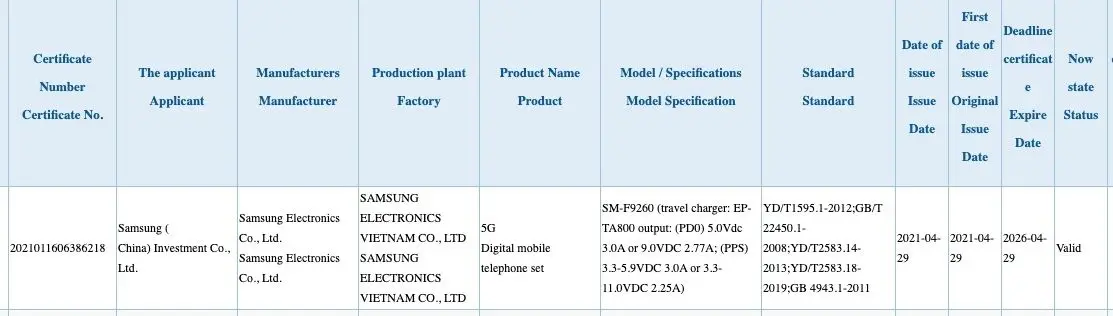 Certificate
Number
Certificate No.
The applicant
Applicant
Manufacturers
Manufacturer
Production plant
Factory
Product Name
Product
Model / Specifications
Model Specification
Standard
Standard
Date of
issue
Issue
Date
First
date of
issue
Original
Issue
Date
Deadline
certificat
e
Expire
Date
Now
state
Status
2021011606386218
Samsung (
China) Investment Co.,
Ltd.
Samsung Electronics
Co., Ltd.
Samsung Electronics
Co., Ltd.
SAMSUNG
ELECTRONICS
VIETNAM CO., LTD
SAMSUNG
ELECTRONICS
VIETNAM CO., LTD
5G
Digital mobile
telephone set
SM-F9260 (travel charger: EP-
TA800 output: (PD0) 5.0Vdc
3.0A or 9.0VDC 2.77A; (PPS)
3.3-5.9VDC 3.0A or 3.3-
11.0VDC 2.25A)
YD/T1595.1-2012;GB/T
22450.1-
2008;YD/T2583.14-
2013;YD/T2583.18-
2019;GB 4943.1-2011
2021-04-
29
2021-04-
29
2026-04-
29
Valid